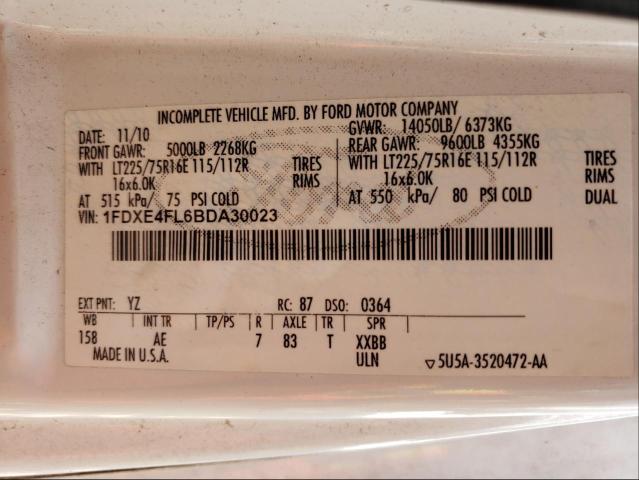 INCOMPLETE VEHICLE MFD. BY FORD MOTOR COMPANY
DATE: 11/10 GVWR: 14050LB/ 6373KG
FRONT GAWR: 5000LB 2268KG REAR GAWR: 9600LB 4355KG
WITH LT225/75R16E 115/112R TIRES WITH LT225/75R16E 115/112R TIRES
16x6.0K RIMS 16x6.0K RIMS
AT 515 kPa/ 75 PSI COLD AT 550 kPa/ 80 PSI COLD DUAL
VIN: 1FDXE4FL6BDA30023
EXT PNT: YZ RC: 87 DSO: 0364
WB INT TR TP/PS R AXLE TR SPR
158 AE 7 83 T XXBB
MADE IN U.S.A. ULN ▽5U5A-3520472-AA